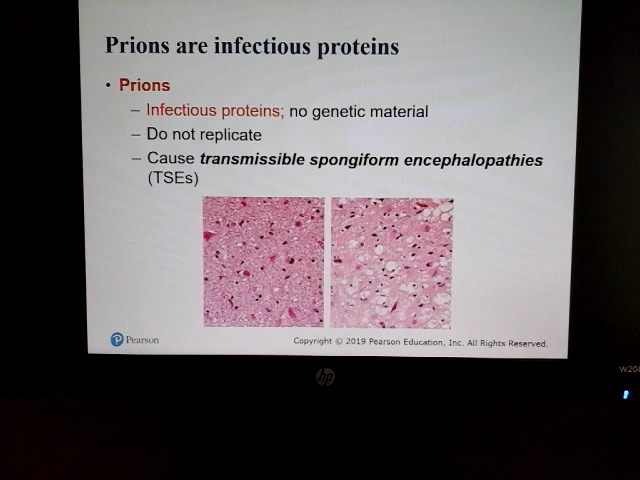 Prions are infectious proteins
• Prions
– Infectious proteins; no genetic material
– Do not replicate
– Cause transmissible spongiform encephalopathies
(TSEs)
Pearson
Copyright © 2019 Pearson Education, Inc. All Rights Reserved.
hp